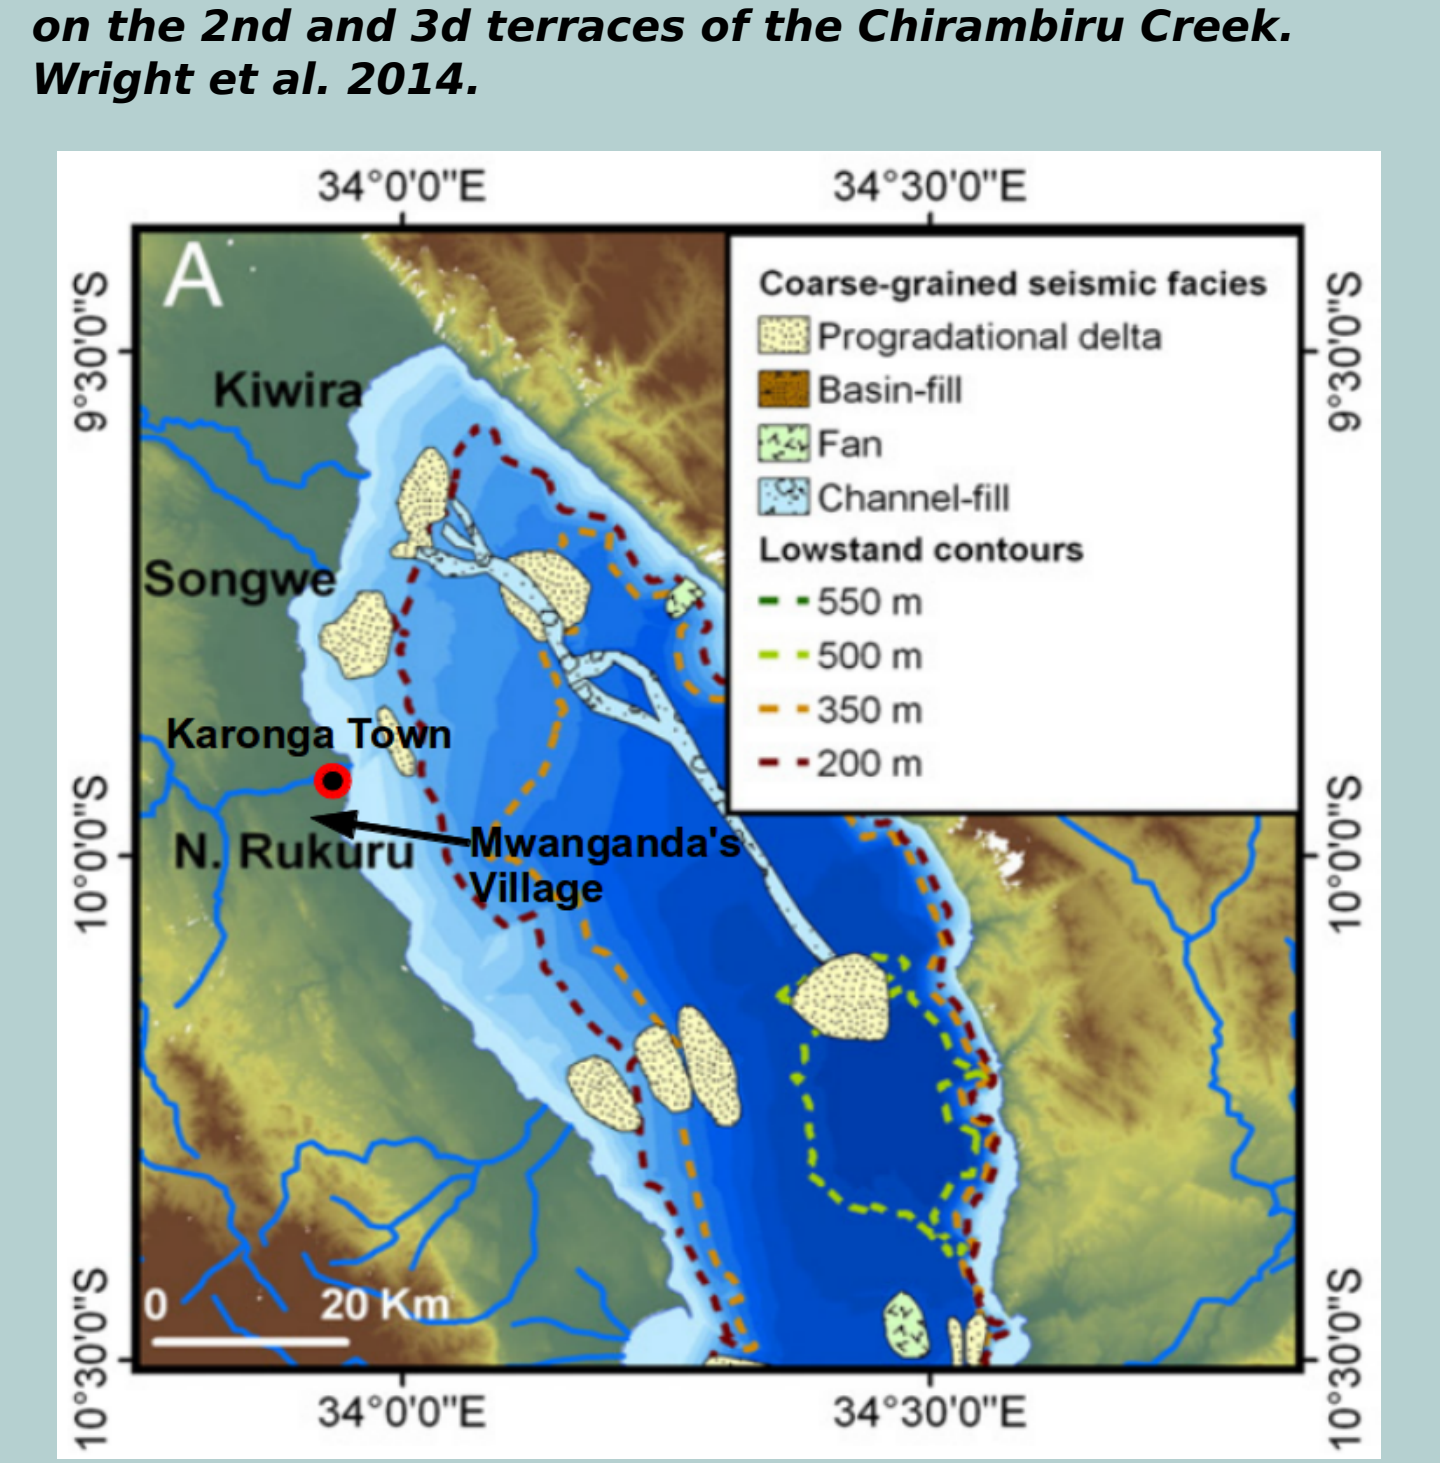 on the 2nd and 3d terraces of the Chirambiru Creek.
Wright et al. 2014.
34°0'0"E
34°30'0"E
A
Coarse-grained seismic facies
Progradational delta
Basin-fill
Fan
Channel-fill
Lowstand contours
550 m
500 m
350 m
200 m
9°30'0"S
9°30'0"S
Kiwira
Songwe
Karonga Town
N. Rukuru
Mwanganda's
Village
10°0'0"S
10°0'0"S
0
20 Km
10°30'0"S
10°30'0"S
34°0'0"E
34°30'0"E